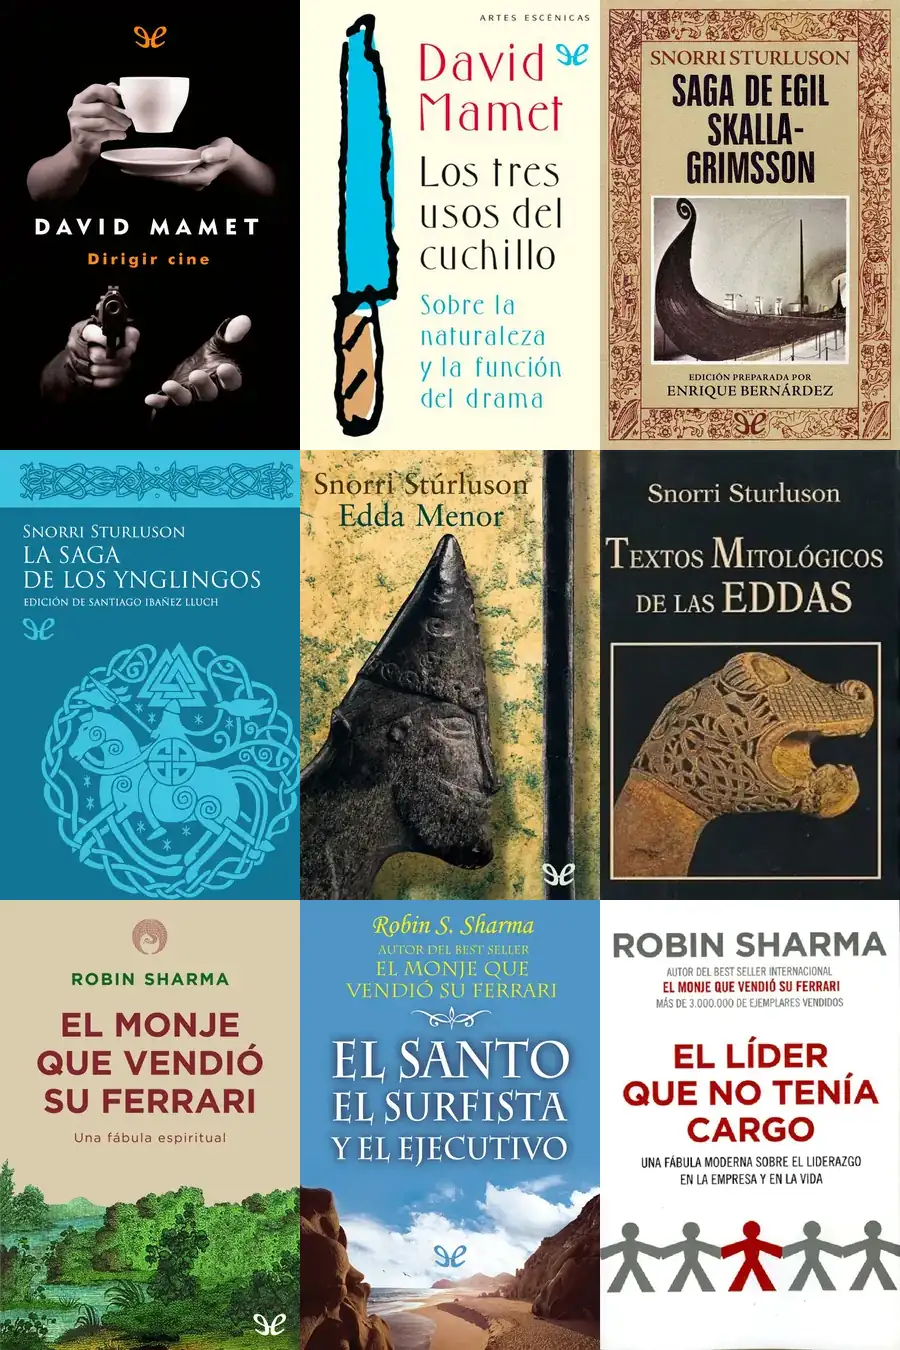 DAVID MAMET
Dirigir cine
ARTES ESCÉNICAS
David
Mamet
Los tres
usos del
cuchillo
Sobre la
naturaleza
y la función
del drama
SNORRI STURLUSON
SAGA DE EGIL
SKALLA-
GRIMSSON
EDICIÓN PREPARADA POR
ENRIQUE BERNÁRDEZ
SNORRI STURLUSON
LA SAGA
DE LOS YNGLINGOS
EDICIÓN DE SANTIAGO IBAÑEZ LLUCH
Snorri Stúrluson
Edda Menor
Snorri Sturluson
TEXTOS MITOLÓGICOS
DE LAS EDDAS
ROBIN SHARMA
EL MONJE
QUE VENDIÓ
SU FERRARI
Una fábula espiritual
Robin S. Sharma
AUTOR DEL BEST SELLER
EL MONJE QUE
VENDIÓ SU FERRARI
EL SANTO
EL SURFISTA
Y EL EJECUTIVO
ROBIN SHARMA
AUTOR DEL BEST SELLER INTERNACIONAL
EL MONJE QUE VENDIÓ SU FERRARI
MÁS DE 3.000.000 DE EJEMPLARES VENDIDOS
EL LÍDER
QUE NO TENÍA
CARGO
UNA FÁBULA MODERNA SOBRE EL LIDERAZGO
EN LA EMPRESA Y EN LA VIDA